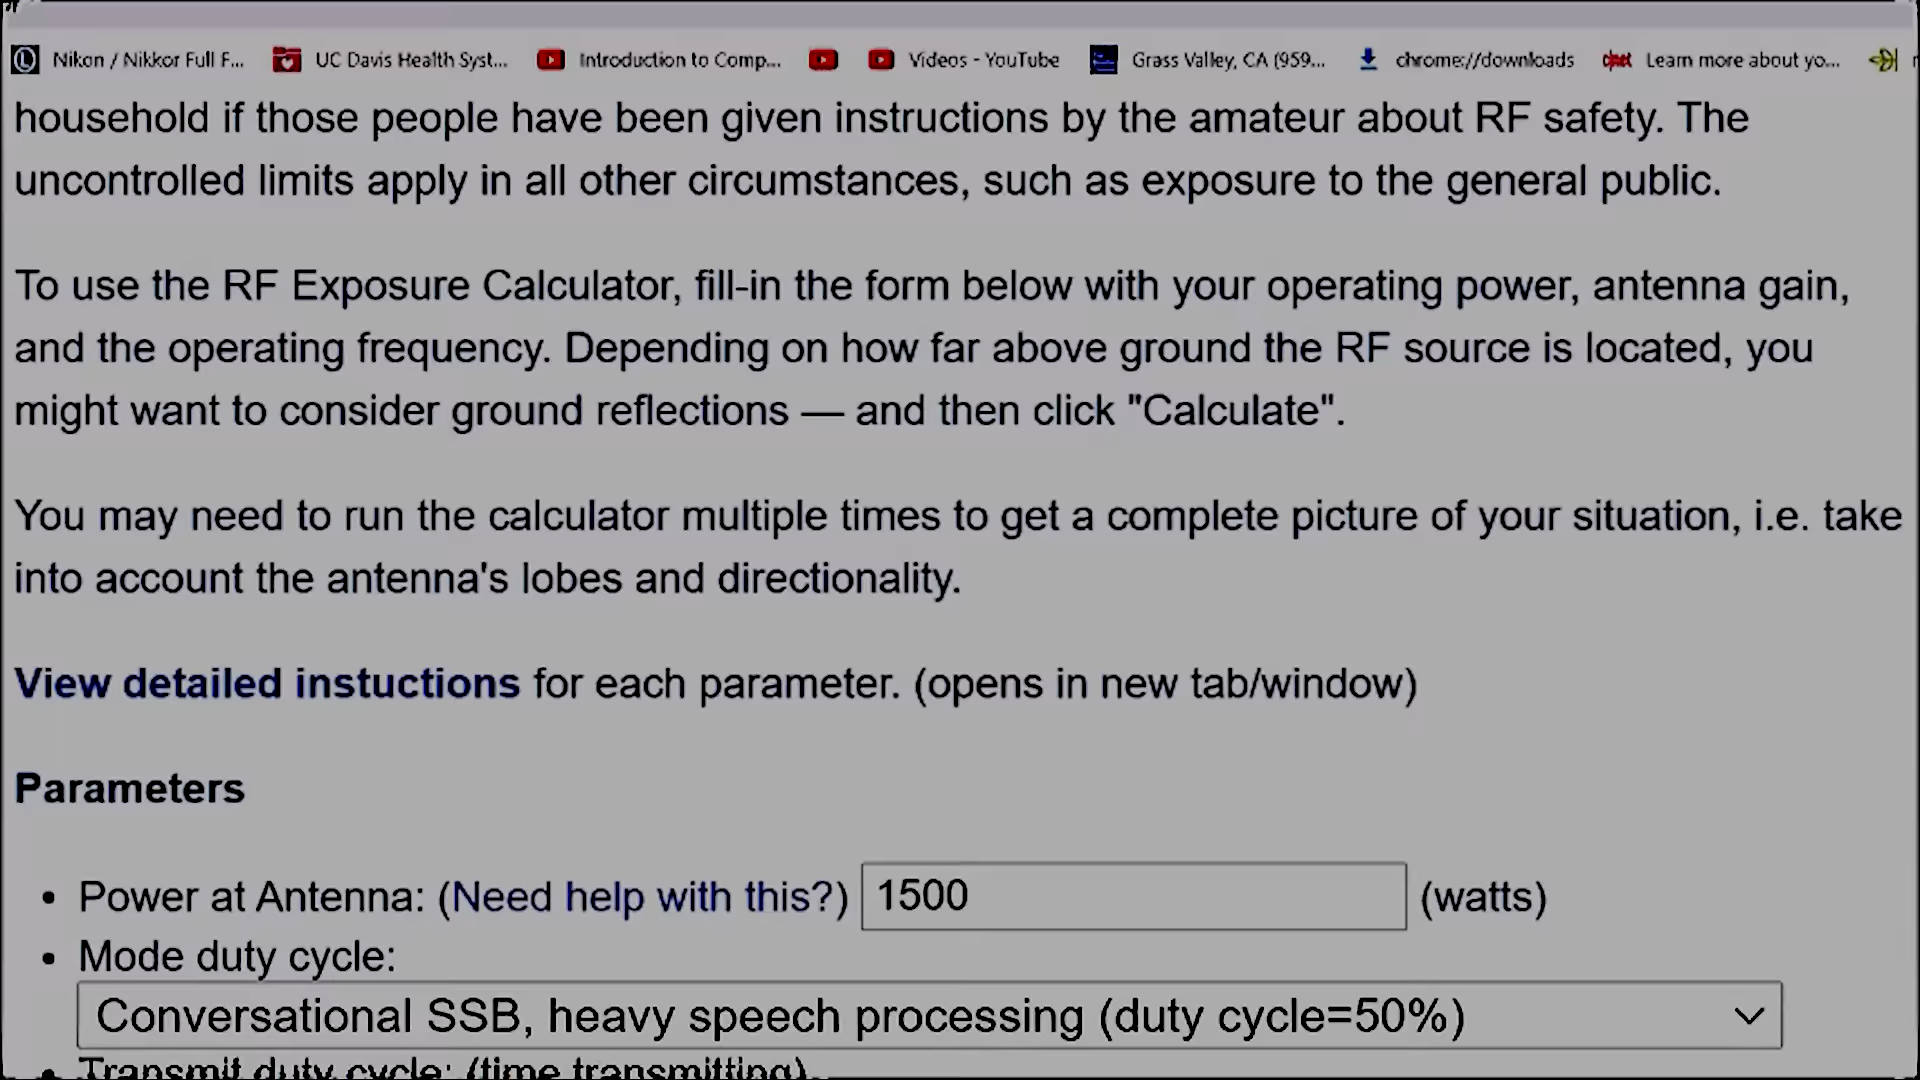 Nikon / Nikkor Full F... UC Davis Health Syst... Introduction to Comp... Videos - YouTube Grass Valley, CA (959... chrome://downloads Learn more about yo...
household if those people have been given instructions by the amateur about RF safety. The
uncontrolled limits apply in all other circumstances, such as exposure to the general public.
To use the RF Exposure Calculator, fill-in the form below with your operating power, antenna gain,
and the operating frequency. Depending on how far above ground the RF source is located, you
might want to consider ground reflections — and then click "Calculate".
You may need to run the calculator multiple times to get a complete picture of your situation, i.e. take
into account the antenna's lobes and directionality.
View detailed instuctions for each parameter. (opens in new tab/window)
Parameters
• Power at Antenna: (Need help with this?) 1500 (watts)
• Mode duty cycle:
Conversational SSB, heavy speech processing (duty cycle=50%)
• Transmit duty cycle: (time transmitting)